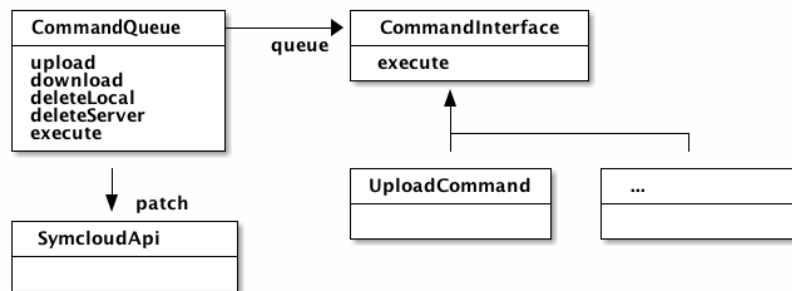 CommandQueue
upload
download
deleteLocal
deleteServer
execute
queue
CommandInterface
execute
patch
SymcloudApi
UploadCommand
...